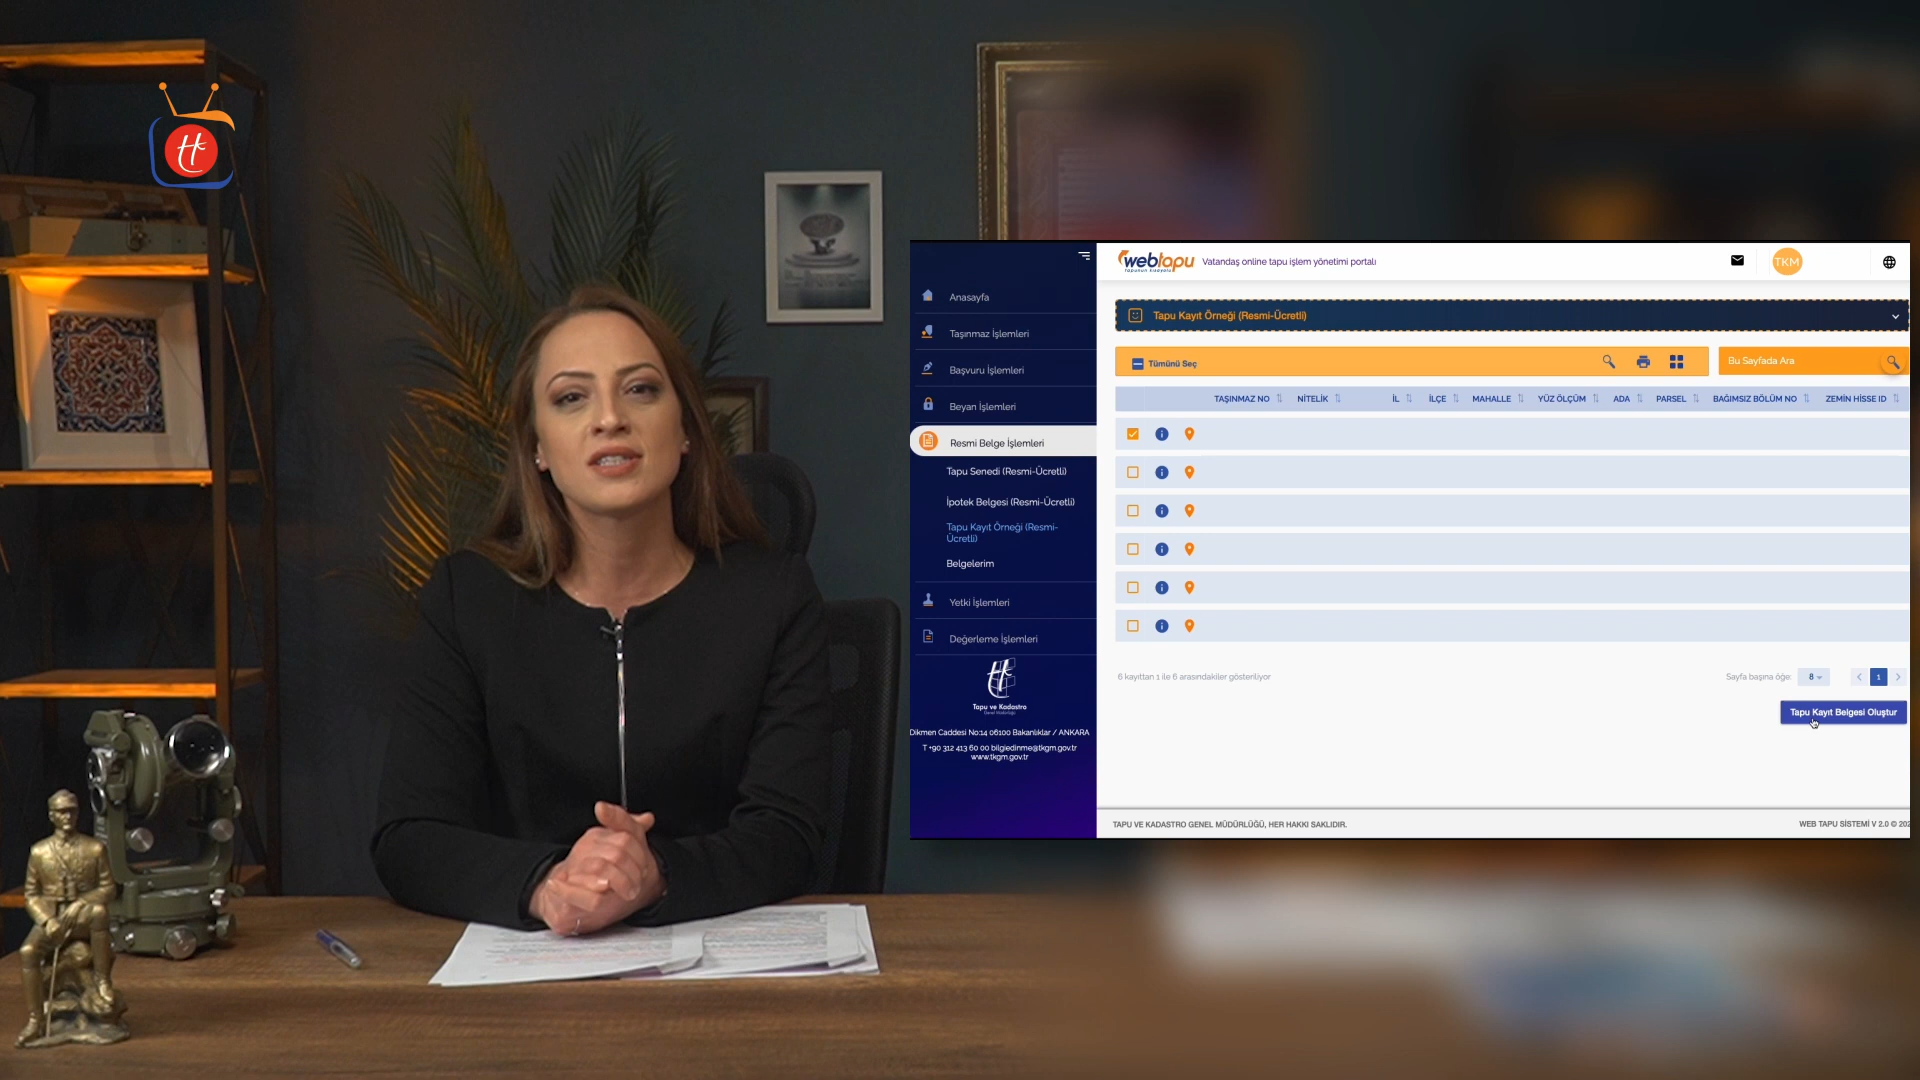 webtapu
tapunun kısayolu
Vatandaş online tapu işlem yönetimi portalı
TKM
Anasayfa
Taşınmaz İşlemleri
Başvuru İşlemleri
Beyan İşlemleri
Resmi Belge İşlemleri
Tapu Senedi (Resmi-Ücretli)
İpotek Belgesi (Resmi-Ücretli)
Tapu Kayıt Örneği (Resmi-
Ücretli)
Belgelerim
Yetki İşlemleri
Değerleme İşlemleri
Tapu ve Kadastro
Genel Müdürlüğü
Dikmen Caddesi No:14 06100 Bakanlıklar / ANKARA
T +90 312 413 60 00 bilgiedinme@tkgm.gov.tr
www.tkgm.gov.tr
Tapu Kayıt Örneği (Resmi-Ücretli)
Tümünü Seç
Bu Sayfada Ara
TAŞINMAZ NO NİTELİK İL İLÇE MAHALLE YÜZ ÖLÇÜM ADA PARSEL BAĞIMSIZ BÖLÜM NO ZEMİN HİSSE ID
6 kayıttan 1 ile 6 arasındakiler gösteriliyor
Sayfa başına öğe: 8
1
Tapu Kayıt Belgesi Oluştur
TAPU VE KADASTRO GENEL MÜDÜRLÜĞÜ, HER HAKKI SAKLIDIR.
WEB TAPU SİSTEMİ V 2.0 © 202